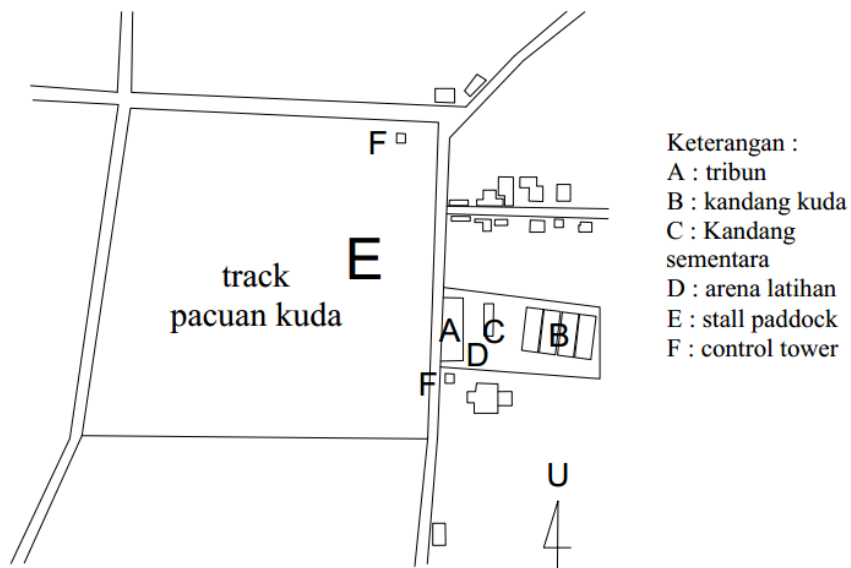 F
Keterangan :
A : tribun
B : kandang kuda
C : Kandang
sementara
D : arena latihan
E : stall paddock
F : control tower
E
track
pacuan kuda
A
C
B
D
F
U